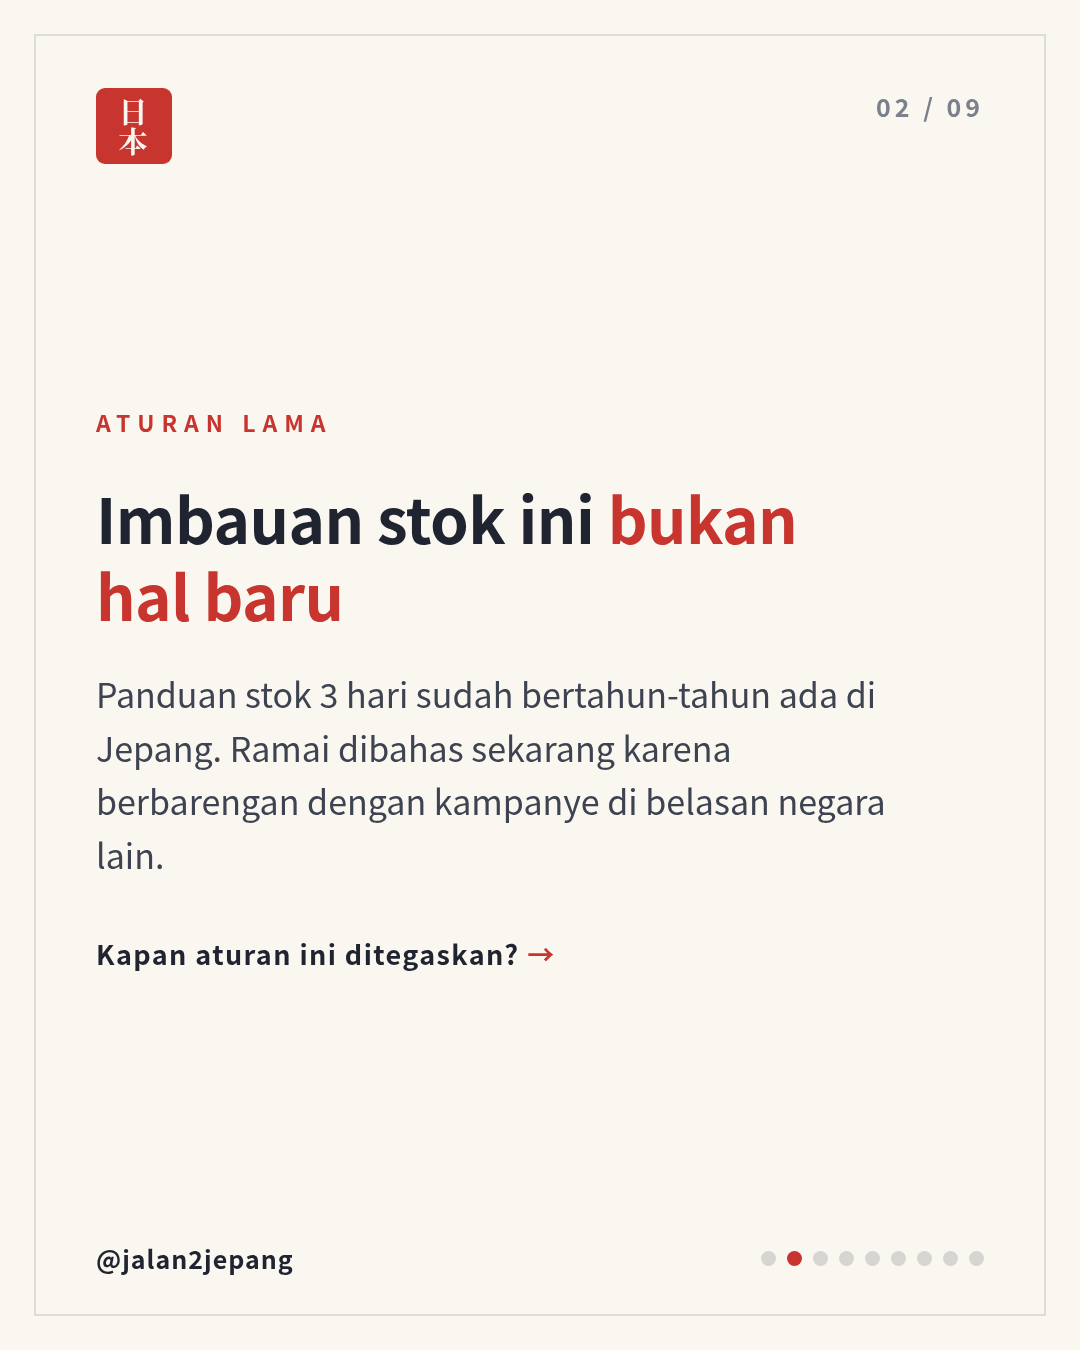 日本
02 / 09
ATURAN LAMA
Imbauan stok ini bukan
hal baru
Panduan stok 3 hari sudah bertahun-tahun ada di
Jepang. Ramai dibahas sekarang karena
berbarengan dengan kampanye di belasan negara
lain.
Kapan aturan ini ditegaskan? →
@jalan2jepang